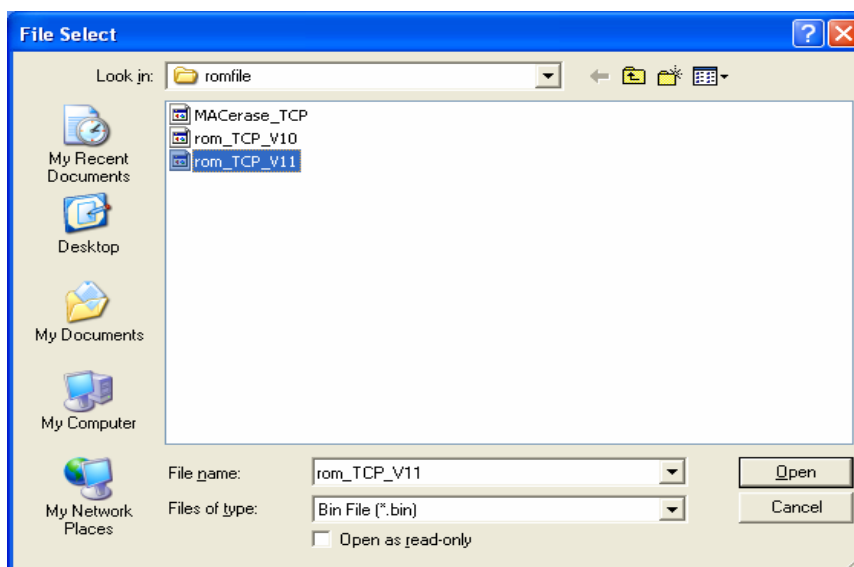 File Select
Look in: romfile
MACerase_TCP
rom_TCP_V10
rom_TCP_V11
My Recent
Documents
Desktop
My Documents
My Computer
My Network
Places
File name: rom_TCP_V11 Open
Files of type: Bin File (*.bin) Cancel
Open as read-only